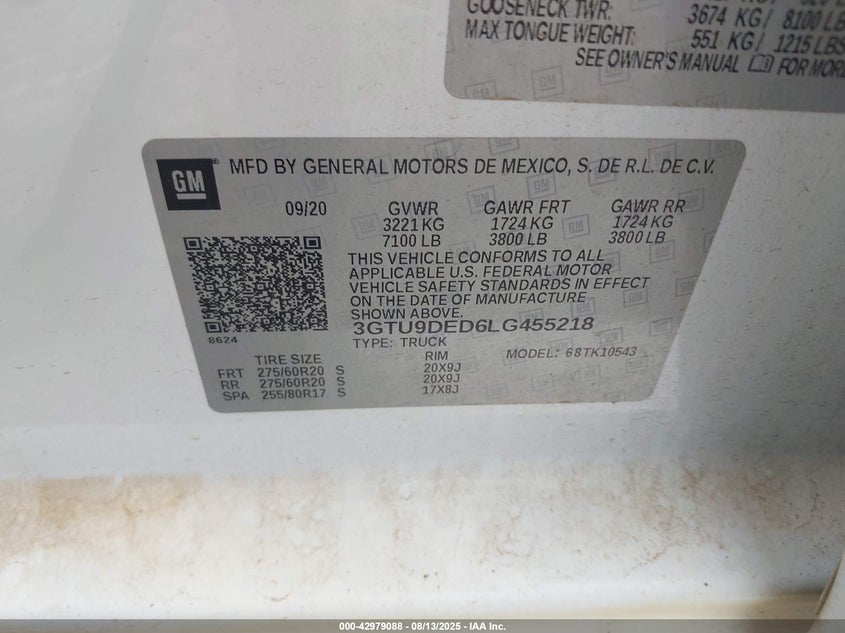 GOOSENECK TWR: 3674 KG/ 8100 LB
MAX TONGUE WEIGHT: 551 KG/ 1215 LBS
SEE OWNER'S MANUAL FOR MORE
GM
MFD BY GENERAL MOTORS DE MEXICO, S. DE R.L. DE C.V.
09/20 GVWR GAWR FRT GAWR RR
3221 KG 1724 KG 1724 KG
7100 LB 3800 LB 3800 LB
THIS VEHICLE CONFORMS TO ALL
APPLICABLE U.S. FEDERAL MOTOR
VEHICLE SAFETY STANDARDS IN EFFECT
ON THE DATE OF MANUFACTURE
SHOWN ABOVE.
3GTU9DED6LG455218
8624
TYPE: TRUCK MODEL: 68TK10543
TIRE SIZE RIM
FRT 275/60R20 S 20X9J
RR 275/60R20 S 20X9J
SPA 255/80R17 S 17X8J
000-42979088 - 08/13/2025 - IAA Inc.